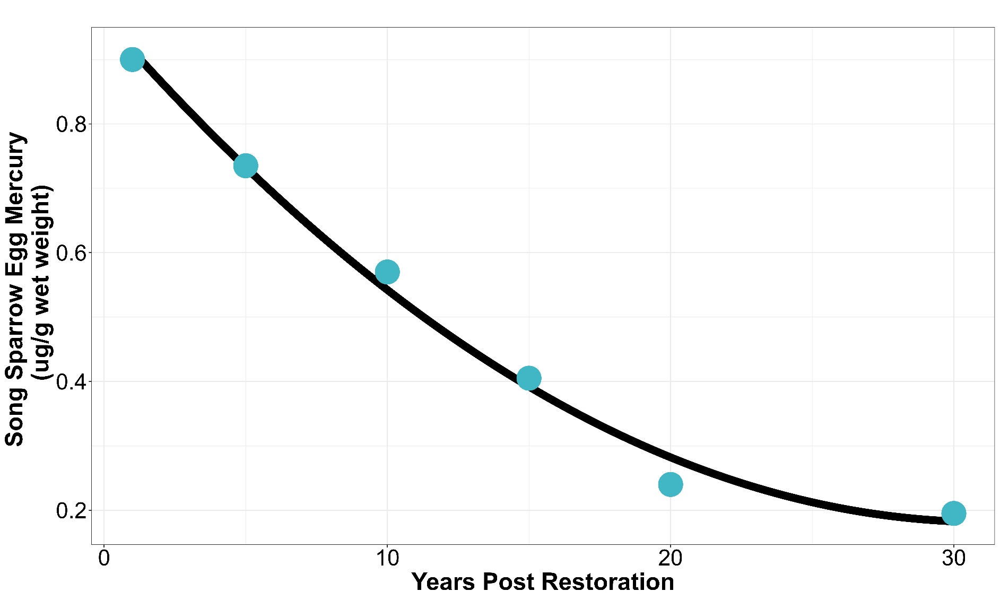 Song Sparrow Egg Mercury
(ug/g wet weight)
0.8
0.6
0.4
0.2
0 10 20 30
Years Post Restoration